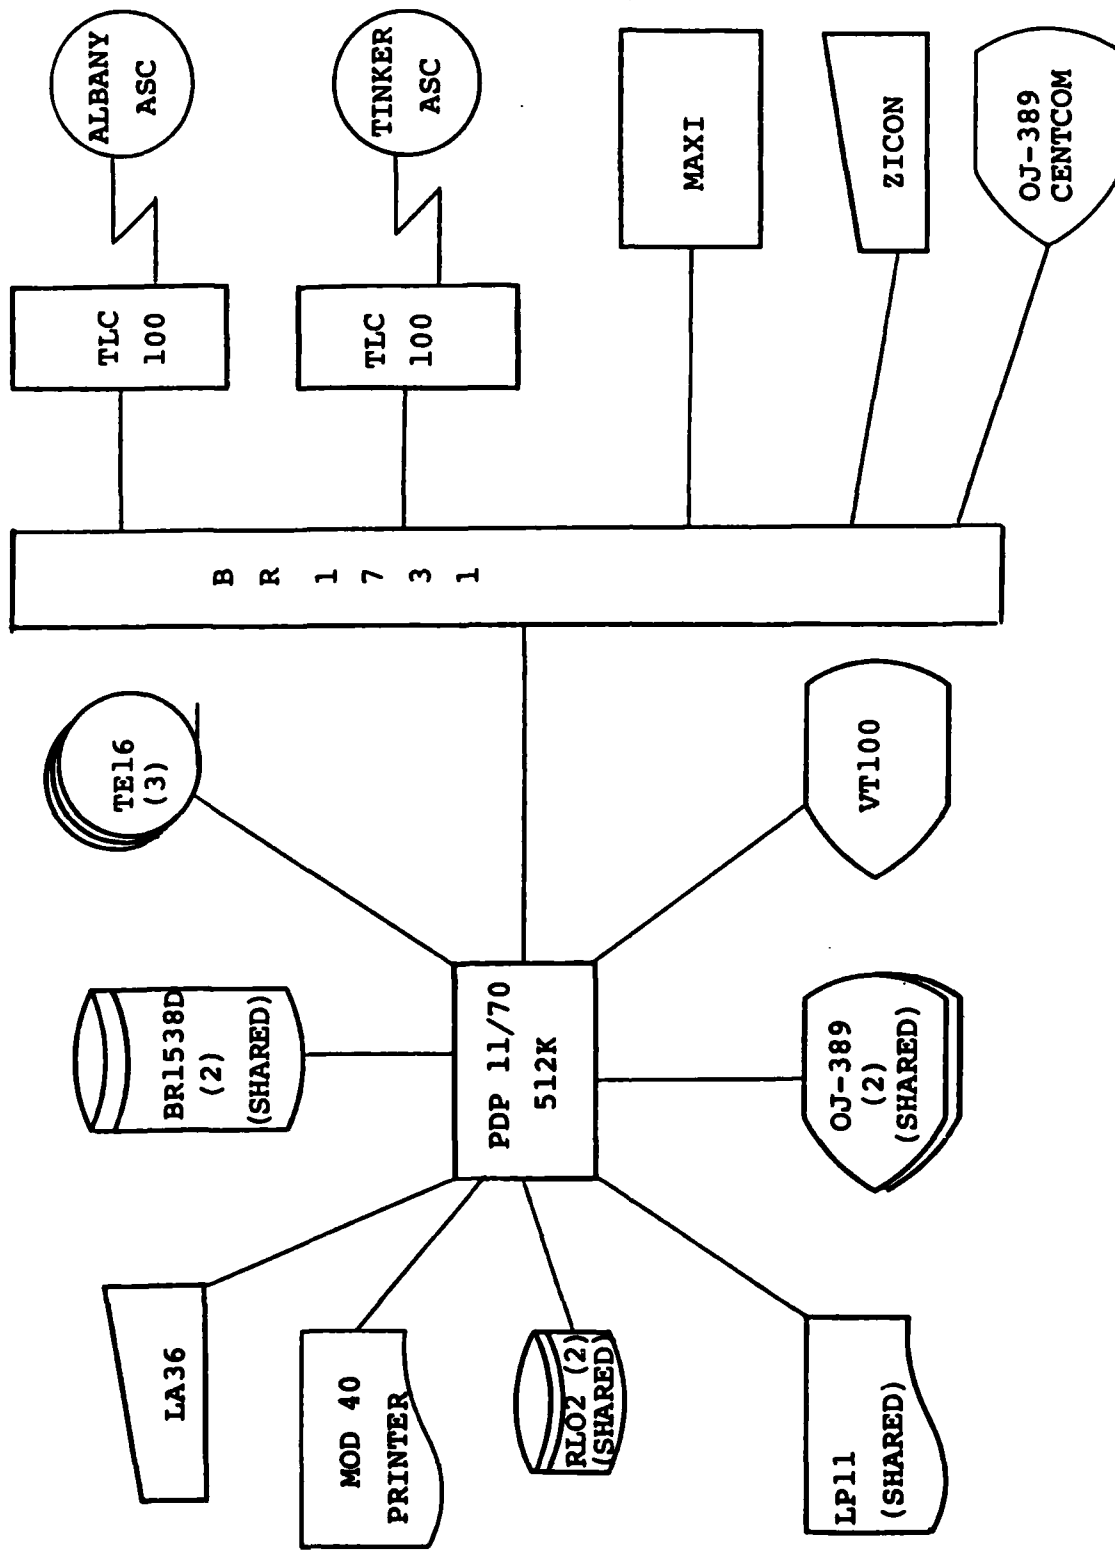 ALBANY
ASC
TINKER
ASC
TLC
100
TLC
100
MAXI
ZICON
OJ-389
CENTCOM
B
R
1
7
3
1
TE16
(3)
VT100
BR1538D
(2)
(SHARED)
PDP 11/70
512K
OJ-389
(2)
(SHARED)
LA36
MOD 40
PRINTER
RLO2 (2)
(SHARED)
LP11
(SHARED)